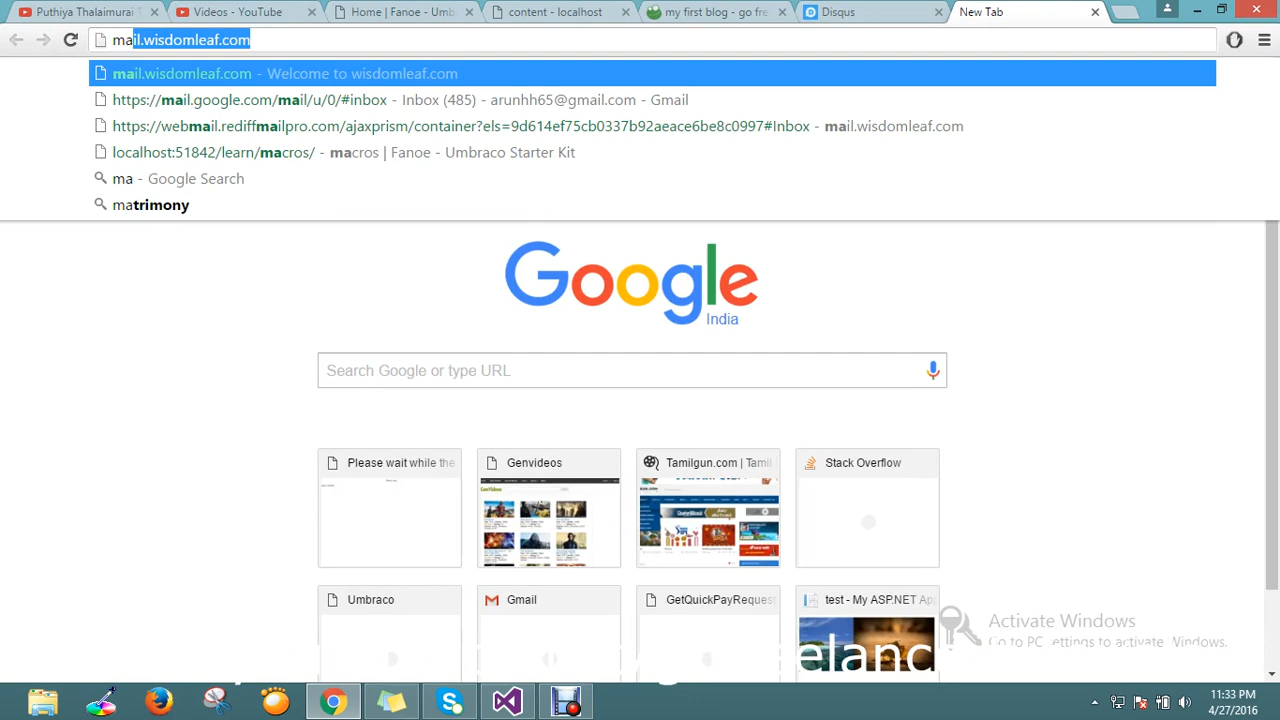 Puthiya Thalaimurai T
Videos - YouTube
Home | Fanoe - Umb
content - localhost
my first blog - go fre
Disqus
New Tab
mail.wisdomleaf.com
mail.wisdomleaf.com - Welcome to wisdomleaf.com
https://mail.google.com/mail/u/0/#inbox - Inbox (485) - arunhh65@gmail.com - Gmail
https://webmail.rediffmailpro.com/ajaxprism/container?els=9d614ef75cb0337b92aeace6be8c0997#Inbox - mail.wisdomleaf.com
localhost:51842/learn/macros/ - macros | Fanoe - Umbraco Starter Kit
ma - Google Search
matrimony
Google
India
Search Google or type URL
Please wait while the
Genvideos
Tamilgun.com | Tamil
Stack Overflow
Umbraco
Gmail
GetQuickPayReques
test - My ASP.NET Ap
Activate Windows
Go to PC settings to activate Windows.
11:33 PM
4/27/2016